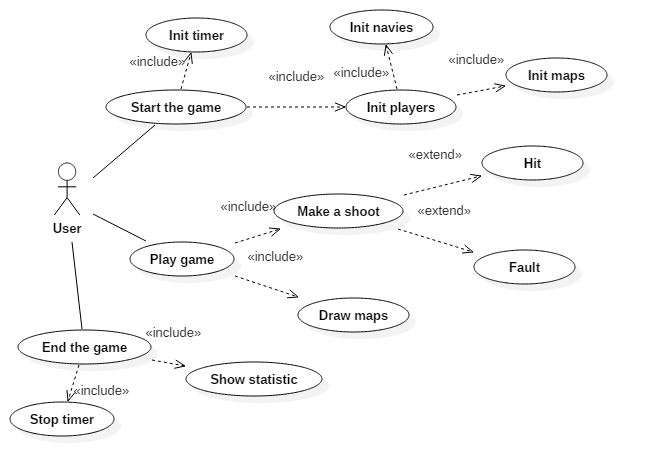 Init timer
Init navies
«include»
«include»
«include»
«include»
Init maps
Start the game
Init players
«extend»
Hit
«include»
Make a shoot
«extend»
User
Play game
«include»
Fault
Draw maps
«include»
End the game
Show statistic
«include»
Stop timer